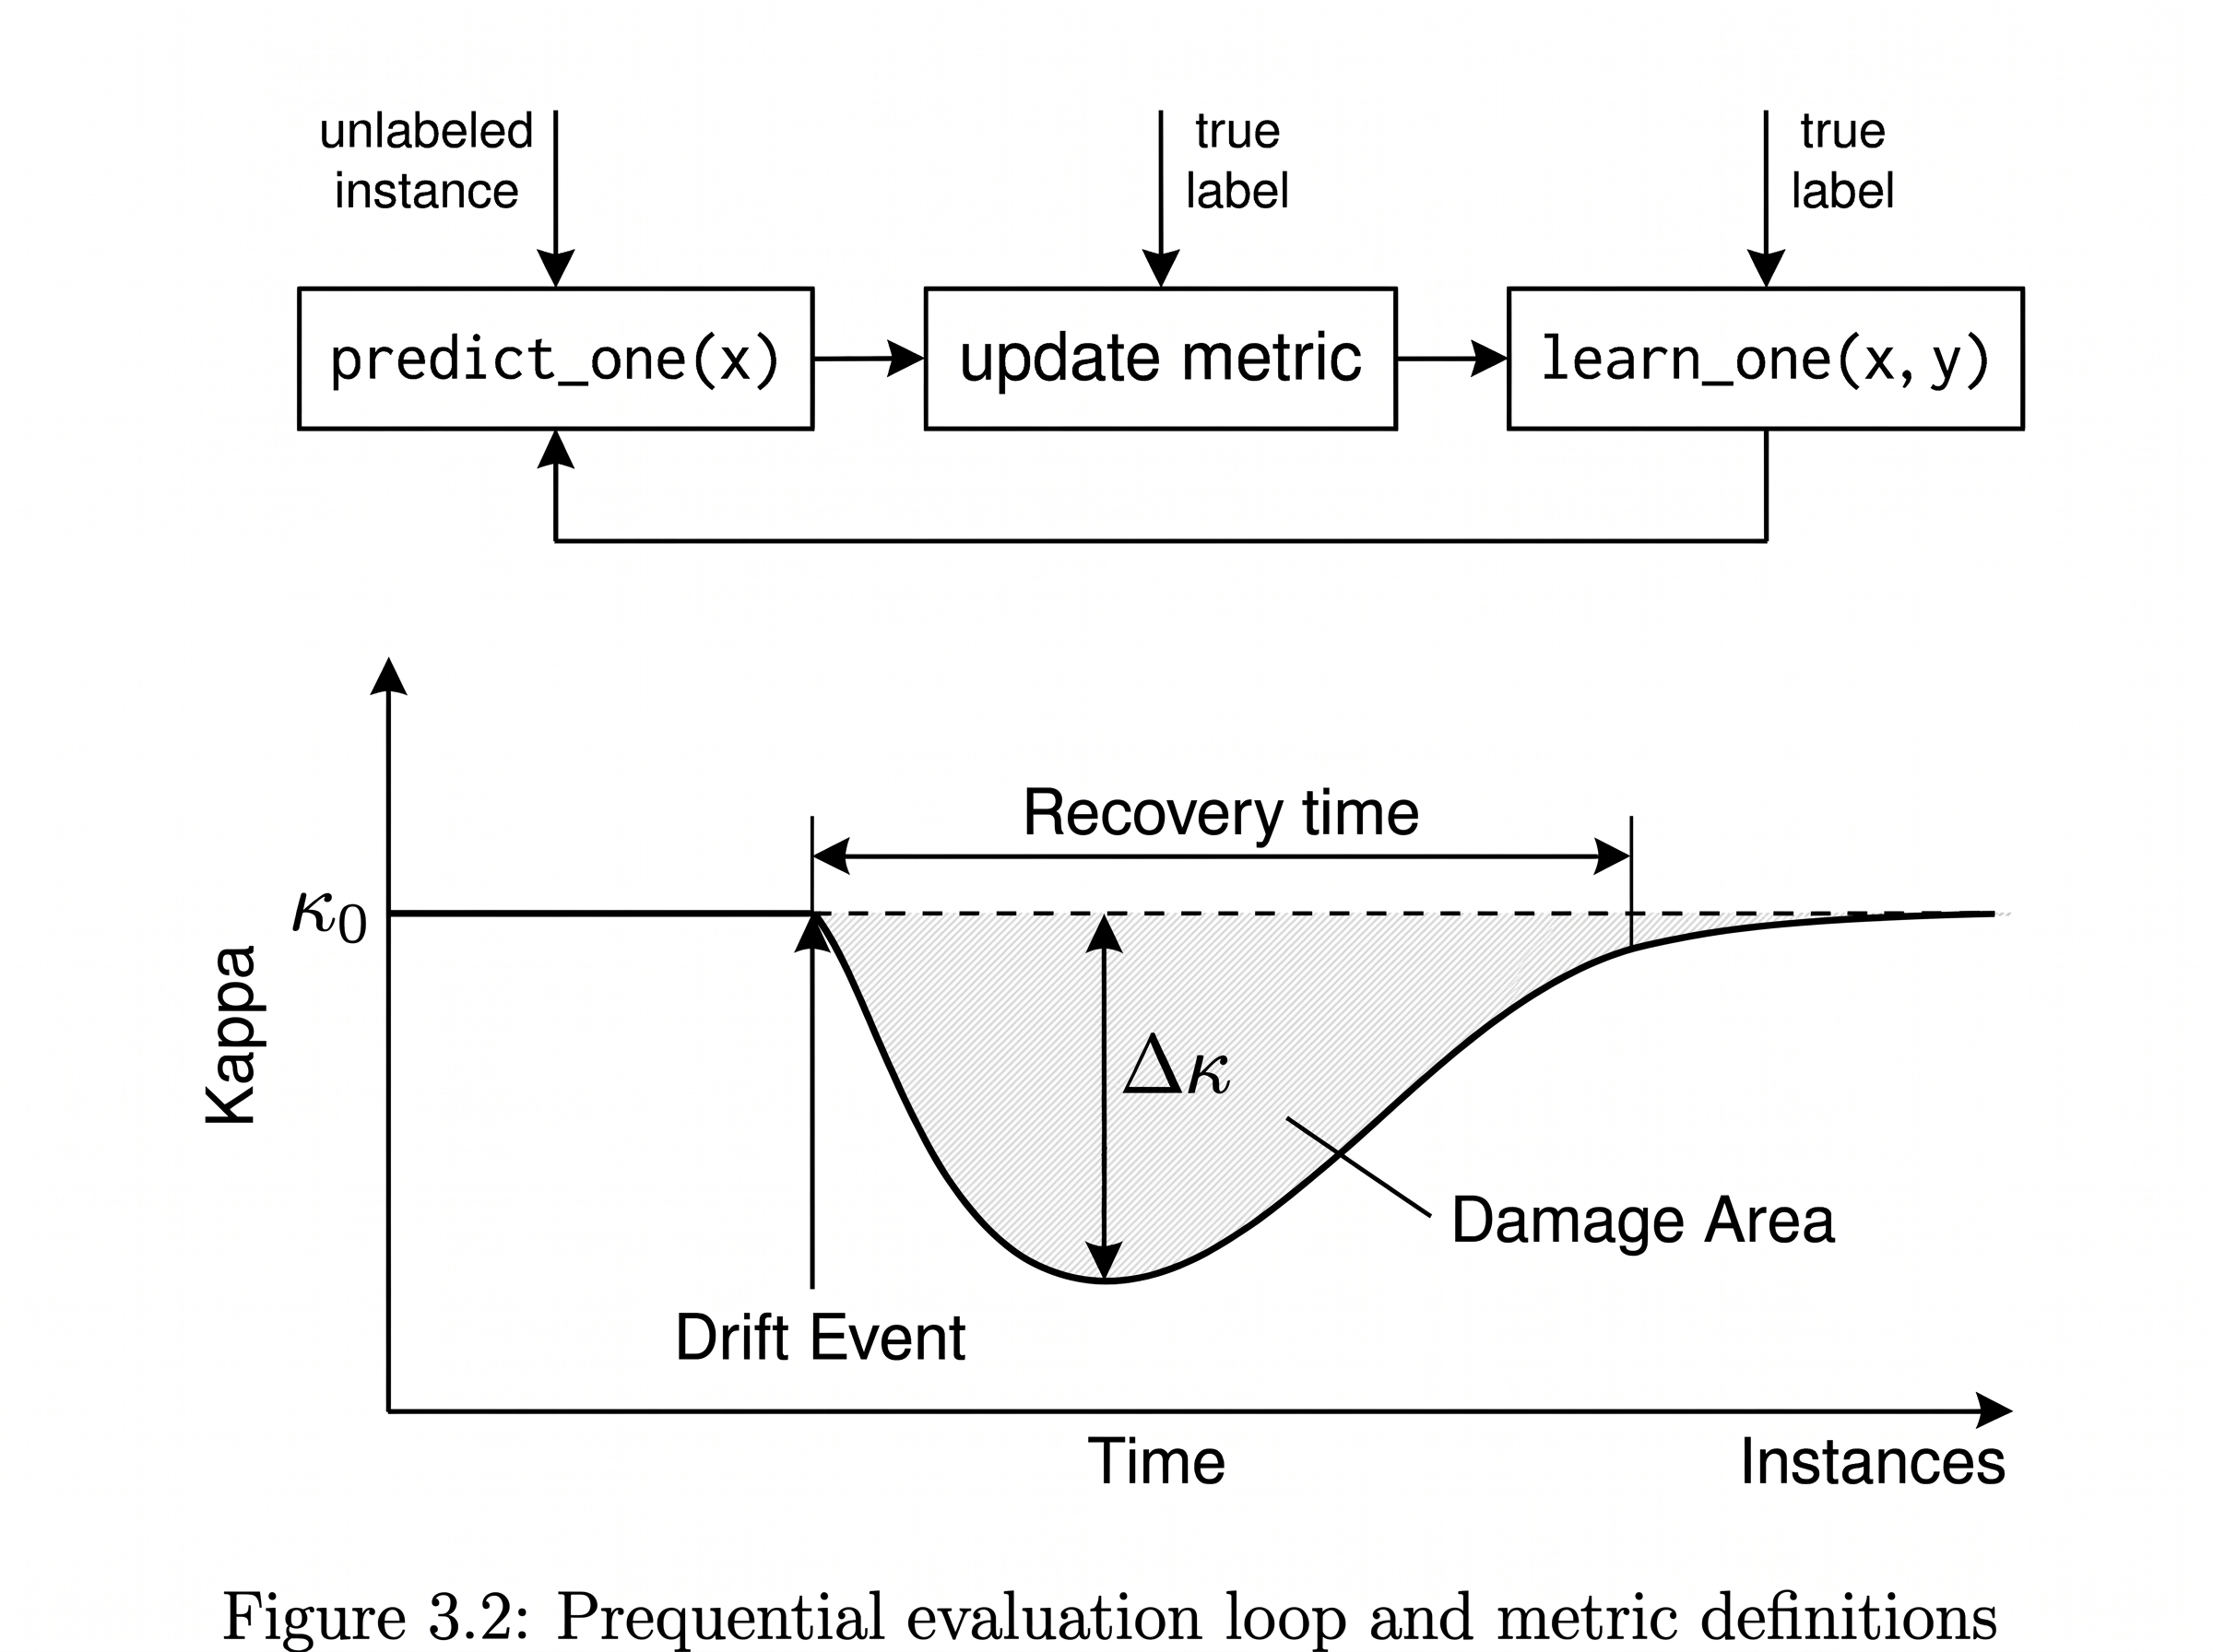 unlabeled
instance
true
label
true
label
predict_one(x)
update metric
learn_one(x, y)
Recovery time
κ₀
Kappa
Δκ
Damage Area
Drift Event
Time
Instances
Figure 3.2: Prequential evaluation loop and metric definitions